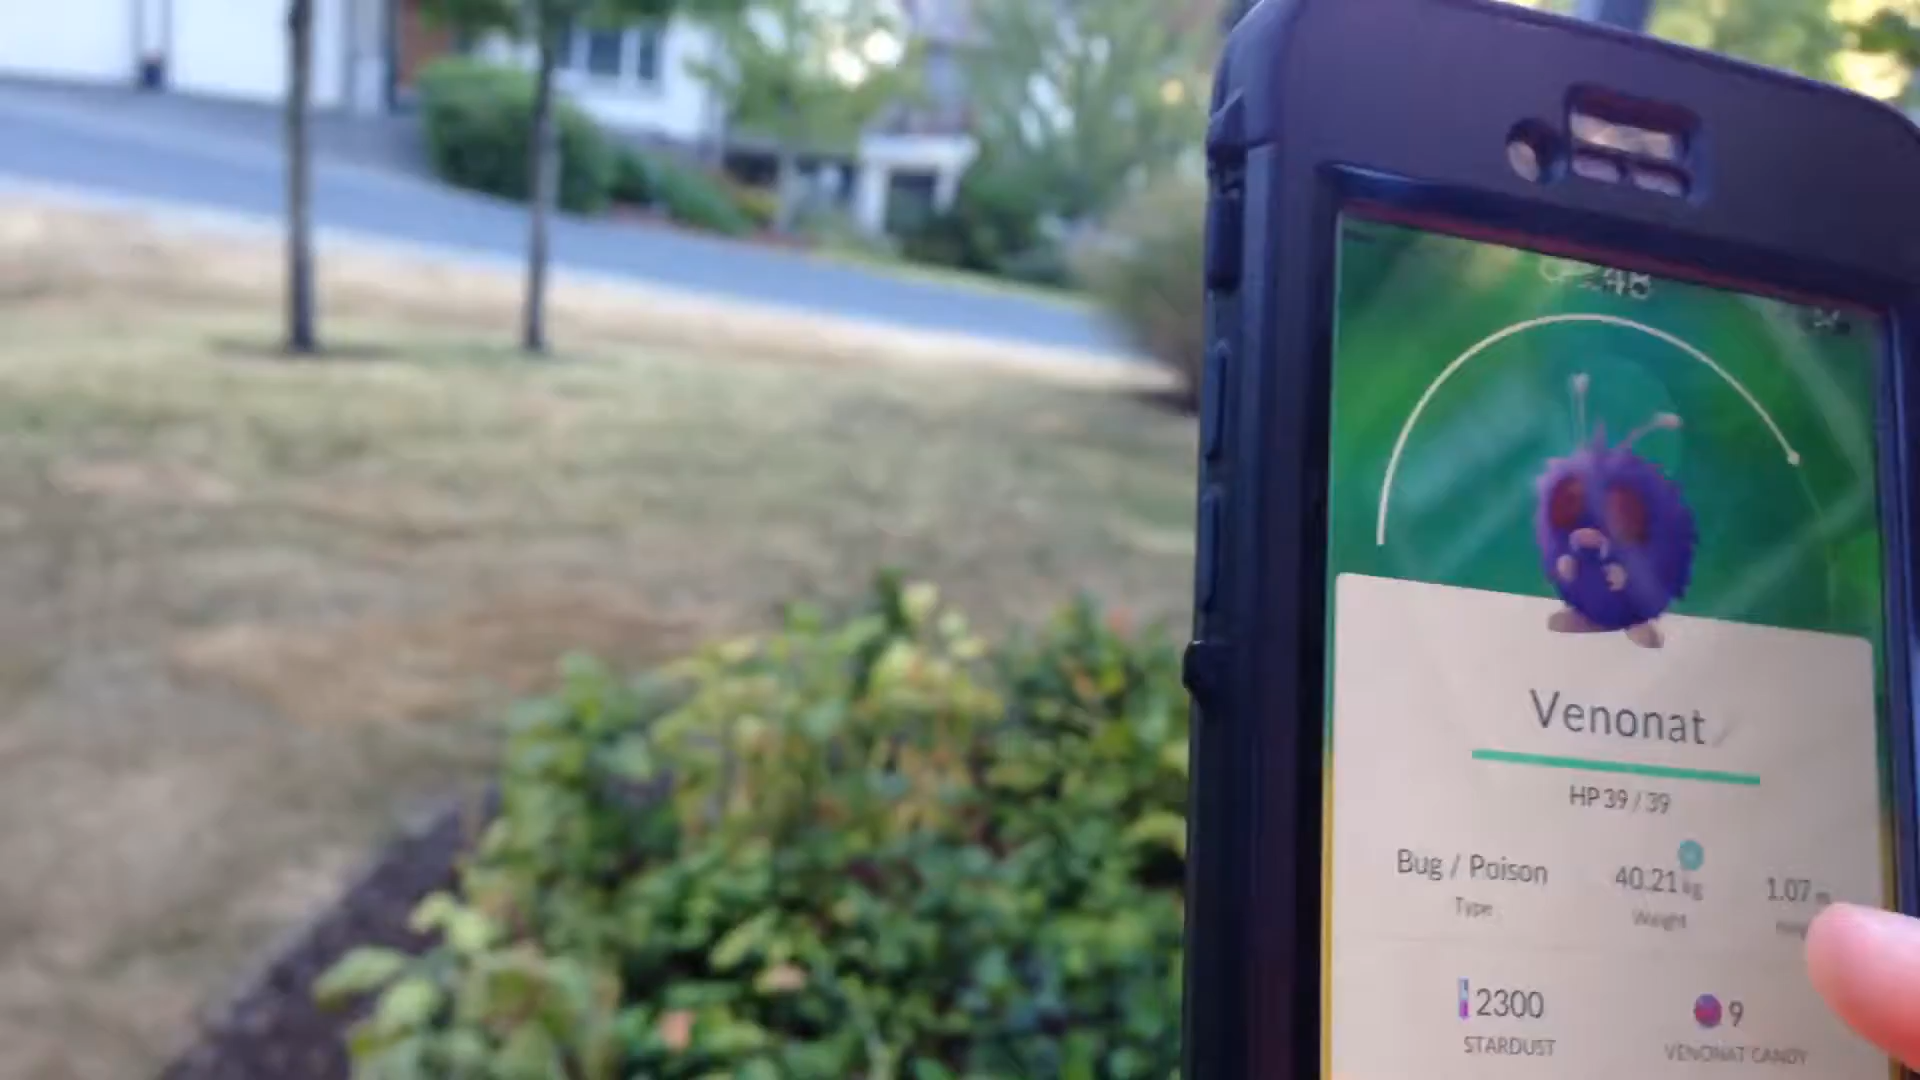 Venonat
HP 39 / 39
Bug / Poison
40.21 kg
1.07 m
Type
Weight
2300
9
STARDUST
VENONAT CANDY